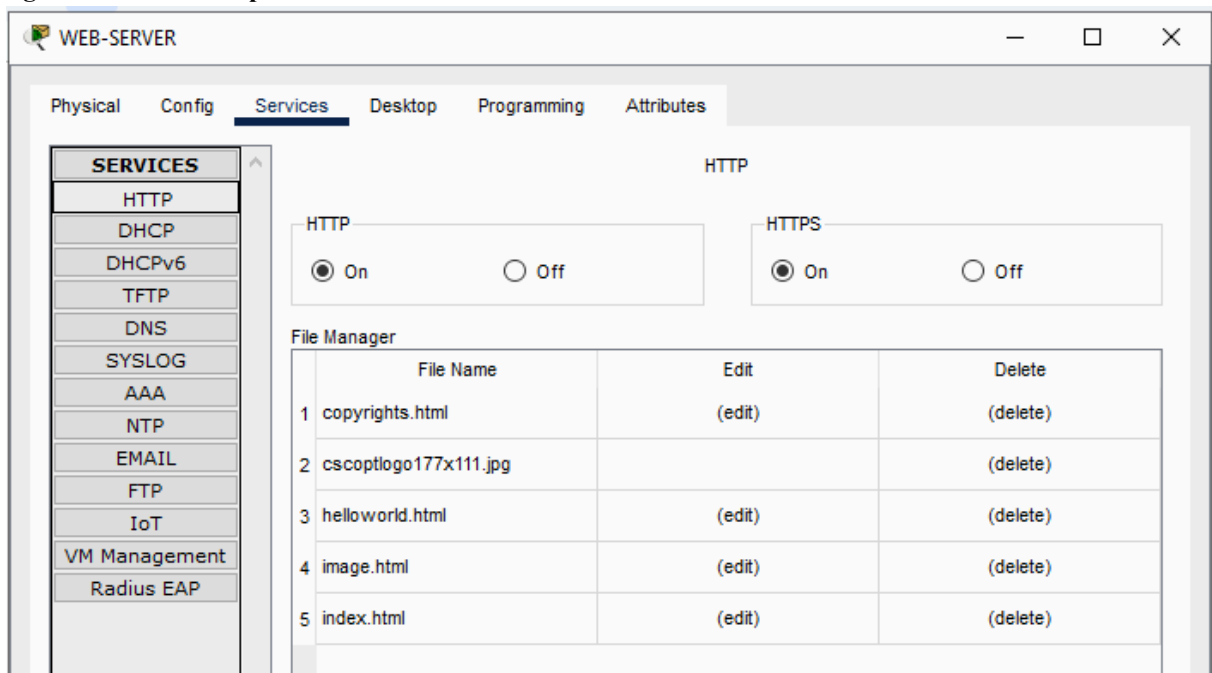 WEB-SERVER
Physical Config Services Desktop Programming Attributes
SERVICES
HTTP
DHCP
DHCPv6
TFTP
DNS
SYSLOG
AAA
NTP
EMAIL
FTP
IoT
VM Management
Radius EAP
HTTP
HTTP
On Off
HTTPS
On Off
File Manager
File Name Edit Delete
1 copyrights.html (edit) (delete)
2 cscoptlogo177x111.jpg (delete)
3 helloworld.html (edit) (delete)
4 image.html (edit) (delete)
5 index.html (edit) (delete)